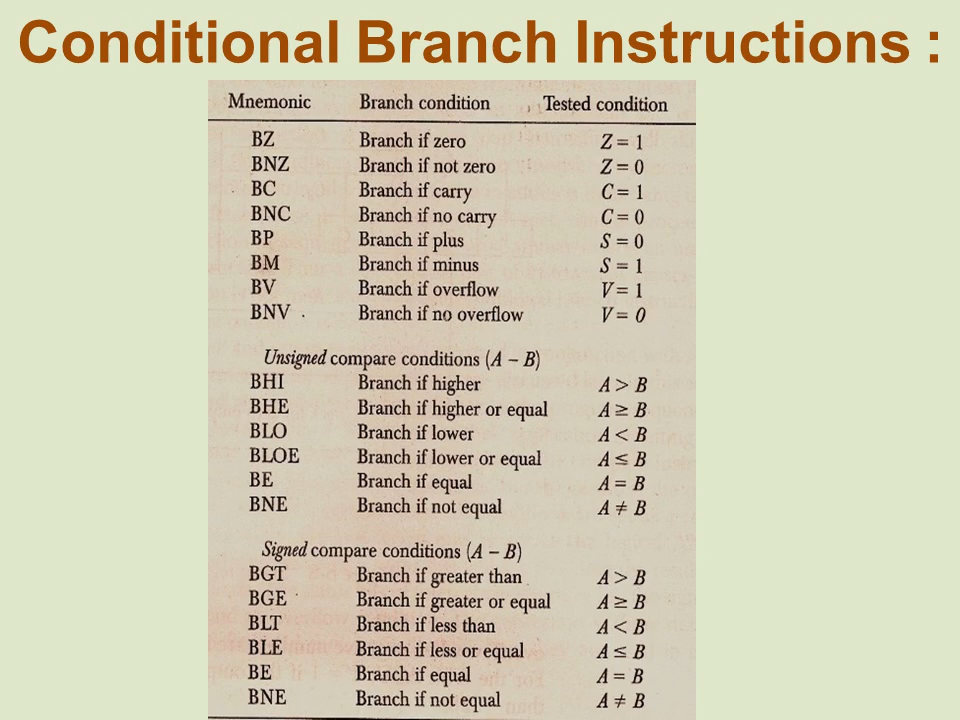 Conditional Branch Instructions :
Mnemonic Branch condition Tested condition
BZ Branch if zero Z = 1
BNZ Branch if not zero Z = 0
BC Branch if carry C = 1
BNC Branch if no carry C = 0
BP Branch if plus S = 0
BM Branch if minus S = 1
BV Branch if overflow V = 1
BNV Branch if no overflow V = 0
Unsigned compare conditions (A – B)
BHI Branch if higher A > B
BHE Branch if higher or equal A ≥ B
BLO Branch if lower A < B
BLOE Branch if lower or equal A ≤ B
BE Branch if equal A = B
BNE Branch if not equal A ≠ B
Signed compare conditions (A – B)
BGT Branch if greater than A > B
BGE Branch if greater or equal A ≥ B
BLT Branch if less than A < B
BLE Branch if less or equal A ≤ B
BE Branch if equal A = B
BNE Branch if not equal A ≠ B